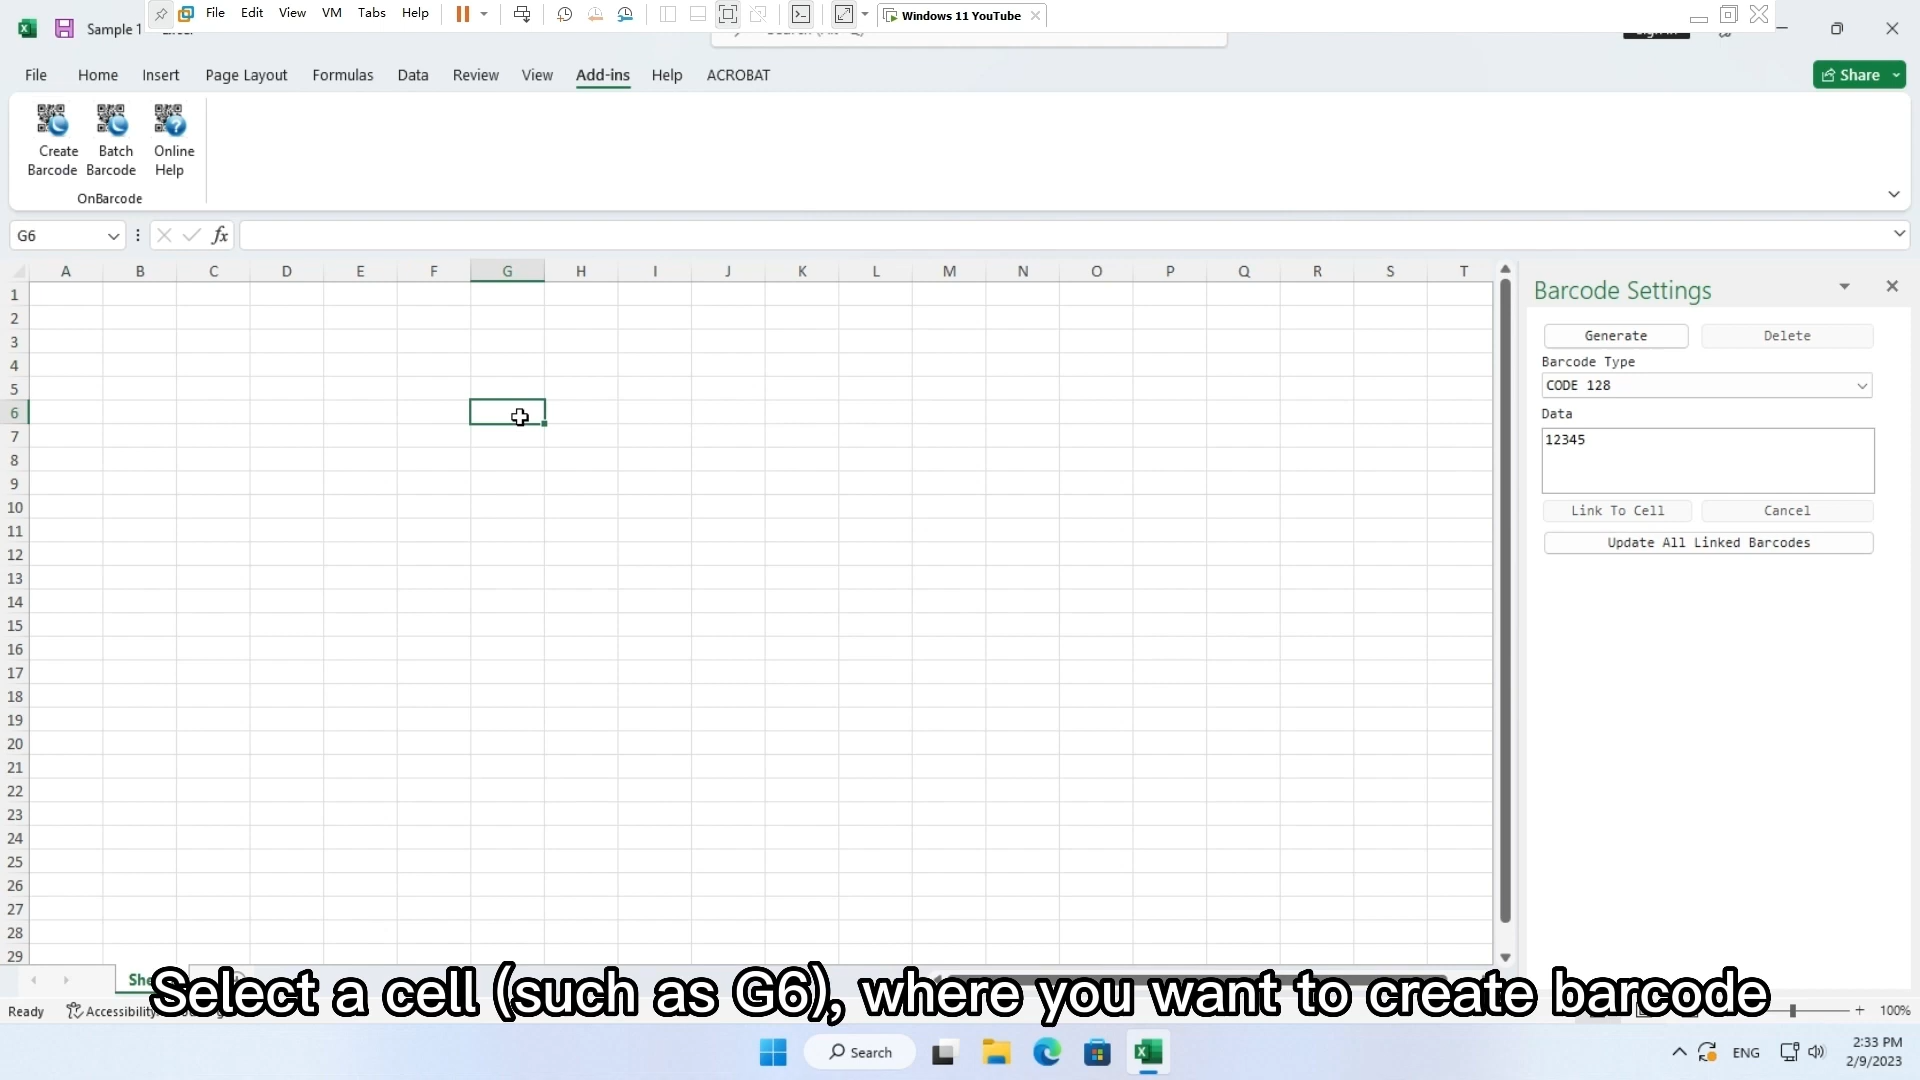 File Edit View VM Tabs Help
Windows 11 YouTube
Sample 1
File Home Insert Page Layout Formulas Data Review View Add-ins Help ACROBAT
Share
Create Barcode
Batch Barcode
Online Help
OnBarcode
G6
fx
A B C D E F G H I J K L M N O P Q R S T
1
2
3
4
5
6
7
8
9
10
11
12
13
14
15
16
17
18
19
20
21
22
23
24
25
26
27
28
29
Barcode Settings
Generate Delete
Barcode Type
CODE 128
Data
12345
Link To Cell Cancel
Update All Linked Barcodes
Select a cell (such as G6), where you want to create barcode
Ready
100%
Search
ENG
2:33 PM
2/9/2023